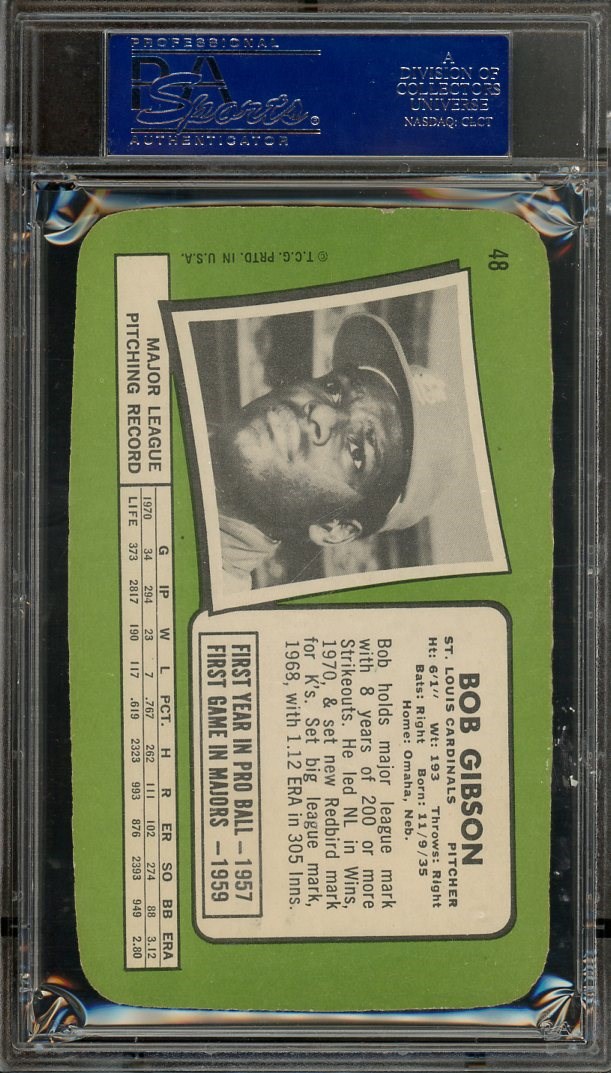 PROFESSIONAL
PSA
Sports®
AUTHENTICATOR
A
DIVISION OF
COLLECTORS
UNIVERSE
NASDAQ: CLCT
48
BOB GIBSON
ST. LOUIS CARDINALS PITCHER
Ht: 6'1" Wt: 193 Throws: Right
Bats: Right Born: 11/9/35
Home: Omaha, Neb.
Bob holds major league mark
with 8 years of 200 or more
Strikeouts. He led NL in Wins,
1970, & set new Redbird mark
for K's. Set big league mark,
1968, with 1.12 ERA in 305 Inns.
FIRST YEAR IN PRO BALL – 1957
FIRST GAME IN MAJORS – 1959
MAJOR LEAGUE
PITCHING RECORD
G IP W L PCT. H R ER SO BB ERA
1970 34 294 23 7 .767 262 111 102 274 88 3.12
LIFE 373 2817 190 117 .619 2323 993 876 2393 949 2.80
© T.C.G. PRTD. IN U.S.A.